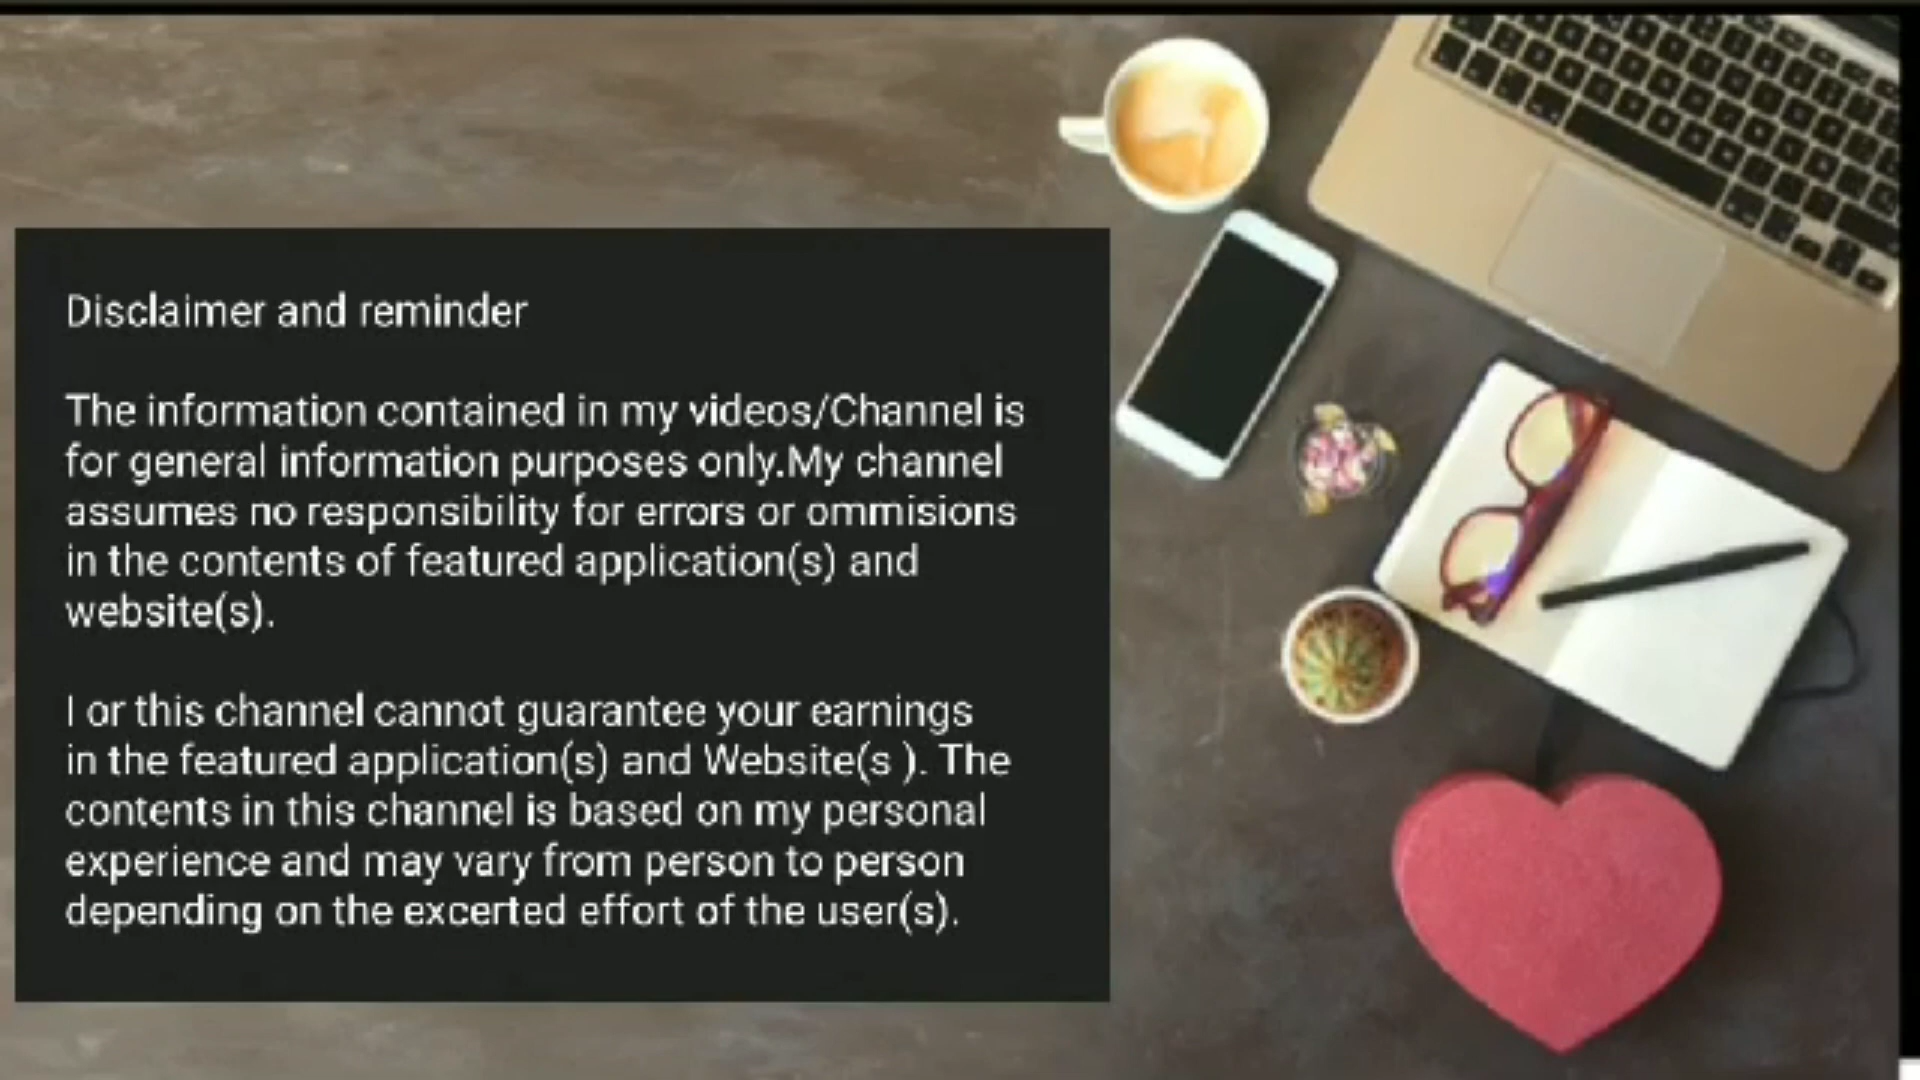 Disclaimer and reminder
The information contained in my videos/Channel is
for general information purposes only.My channel
assumes no responsibility for errors or ommisions
in the contents of featured application(s) and
website(s).
I or this channel cannot guarantee your earnings
in the featured application(s) and Website(s ). The
contents in this channel is based on my personal
experience and may vary from person to person
depending on the excerted effort of the user(s).